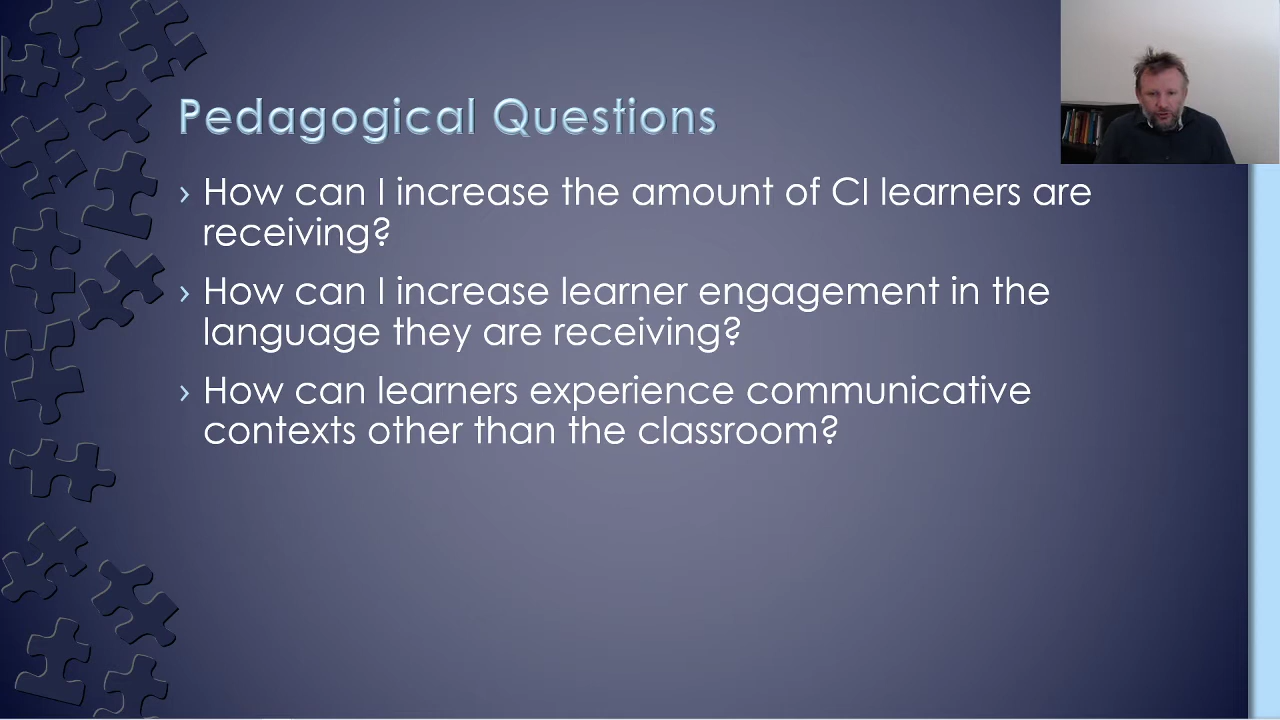 Pedagogical Questions
› How can I increase the amount of CI learners are
receiving?
› How can I increase learner engagement in the
language they are receiving?
› How can learners experience communicative
contexts other than the classroom?